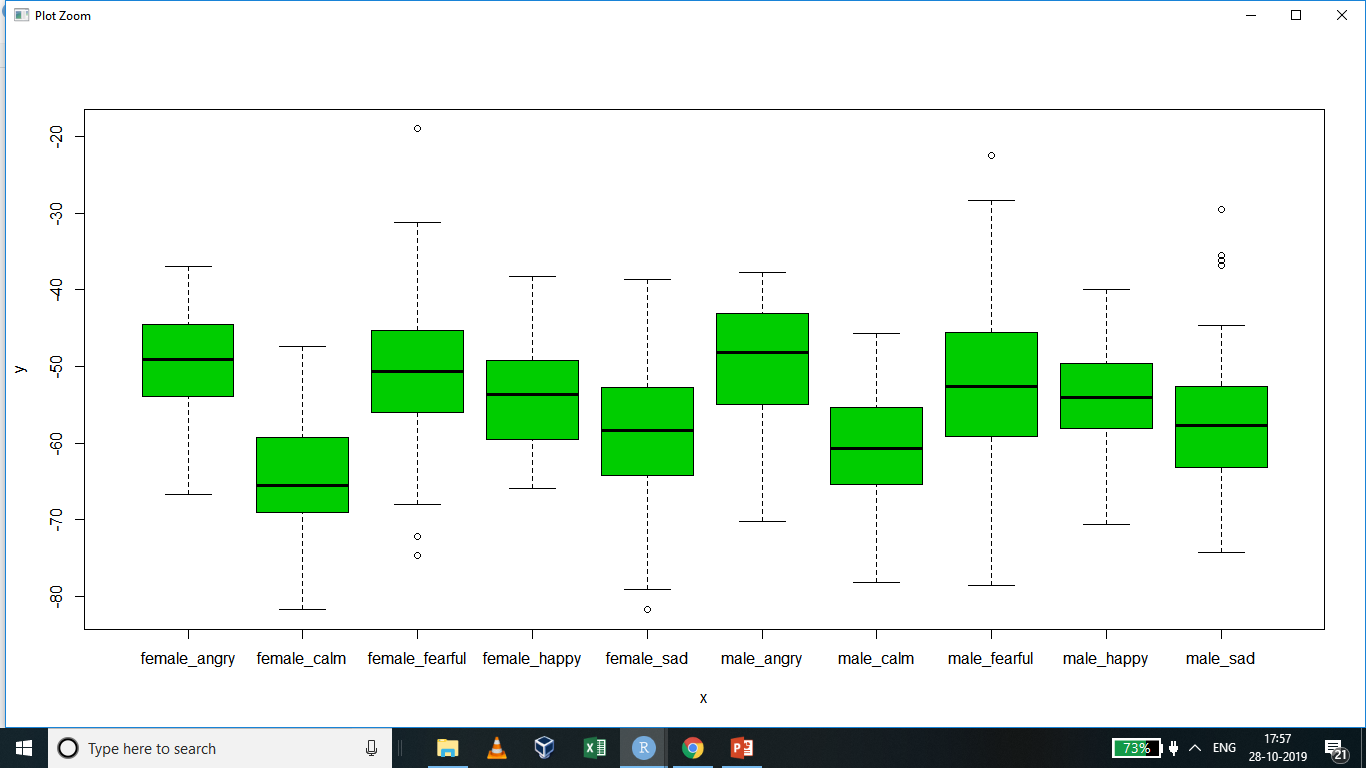 Plot Zoom
-20
-30
-40
-50
-60
-70
-80
y
female_angry female_calm female_fearful female_happy female_sad male_angry male_calm male_fearful male_happy male_sad
x
Type here to search
R
73%
ENG
17:57
28-10-2019
21